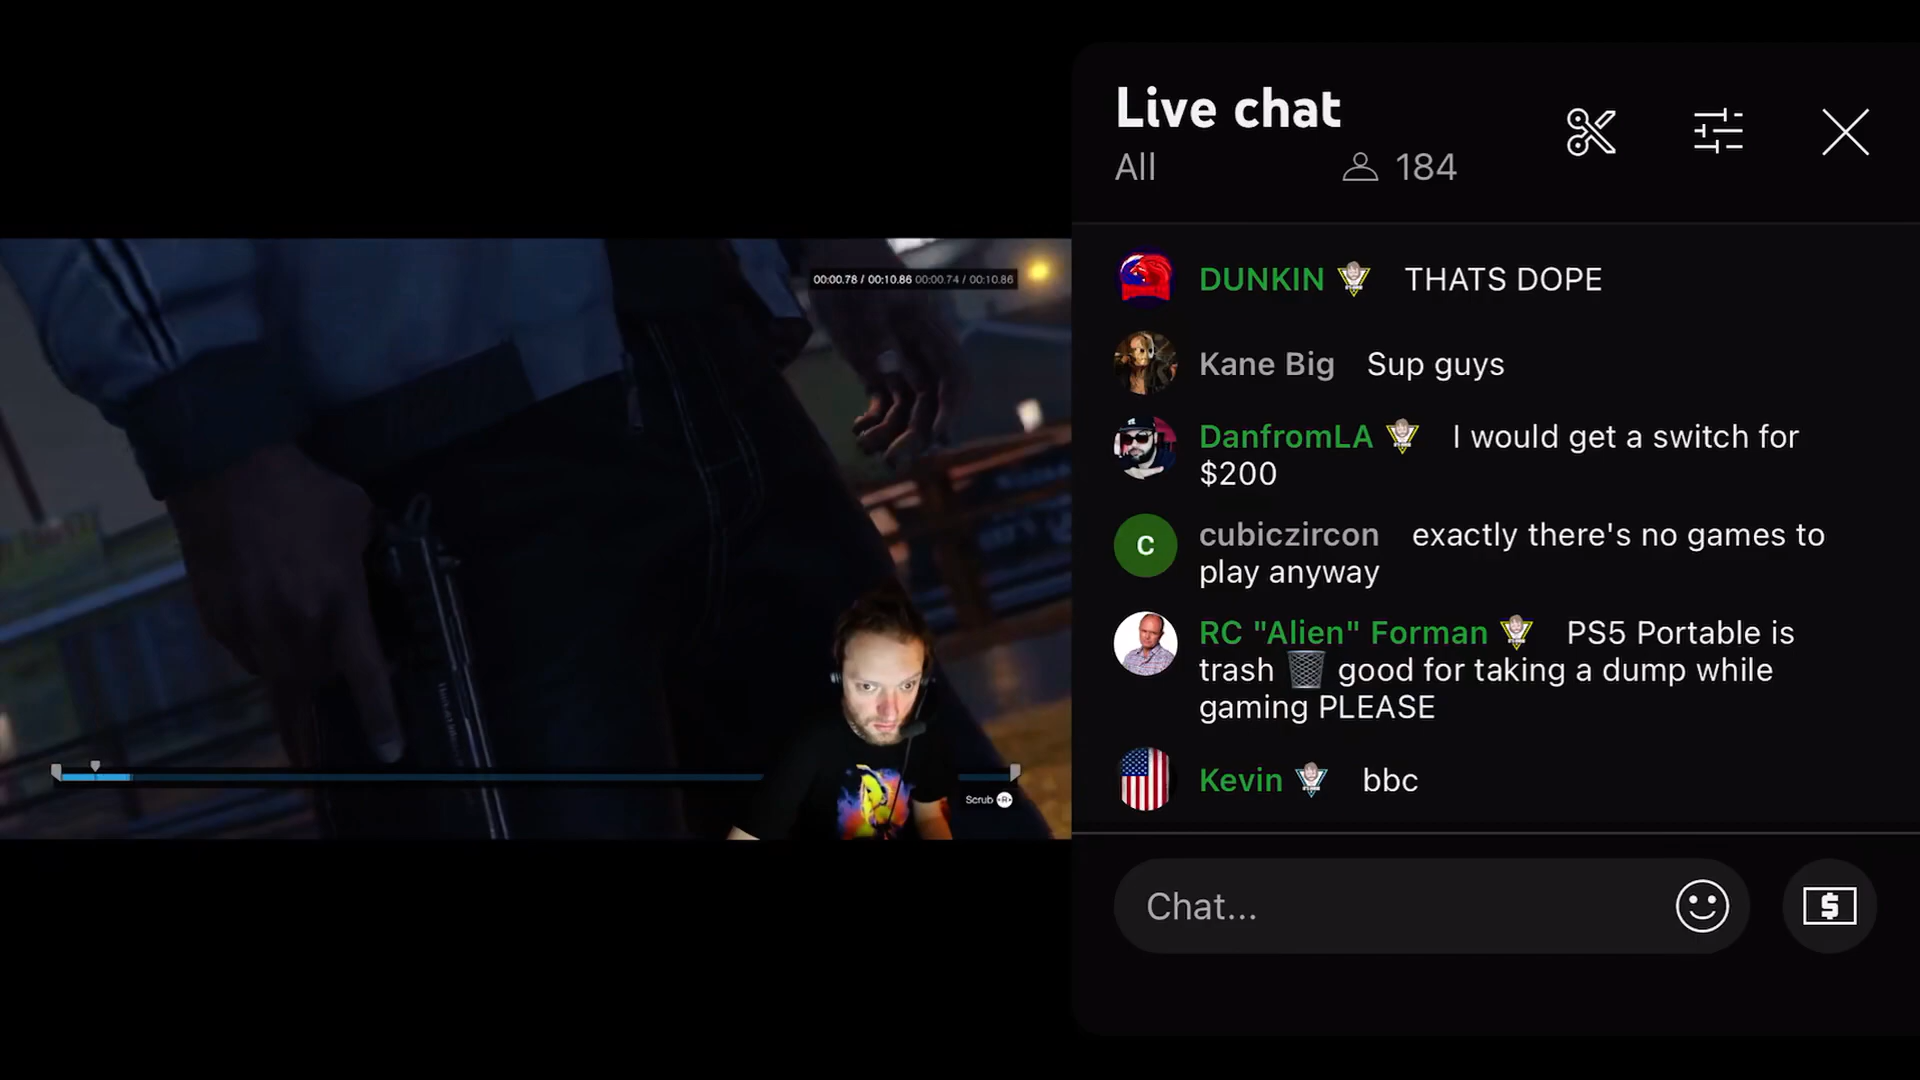 00:00.78 / 00:10.86 00:00.74 / 00:10.86
Scrub R
Live chat
All 184
DUNKIN THATS DOPE
Kane Big Sup guys
DanfromLA I would get a switch for
$200
C
cubiczircon exactly there's no games to
play anyway
RC "Alien" Forman PS5 Portable is
trash 🗑️ good for taking a dump while
gaming PLEASE
Kevin bbc
Chat...
$